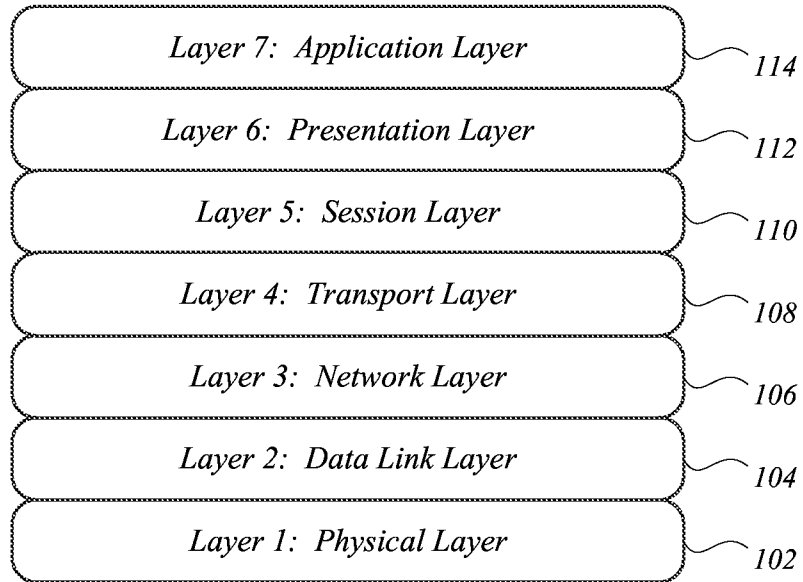 Layer 7: Application Layer
114
Layer 6: Presentation Layer
112
Layer 5: Session Layer
110
Layer 4: Transport Layer
108
Layer 3: Network Layer
106
Layer 2: Data Link Layer
104
Layer 1: Physical Layer
102